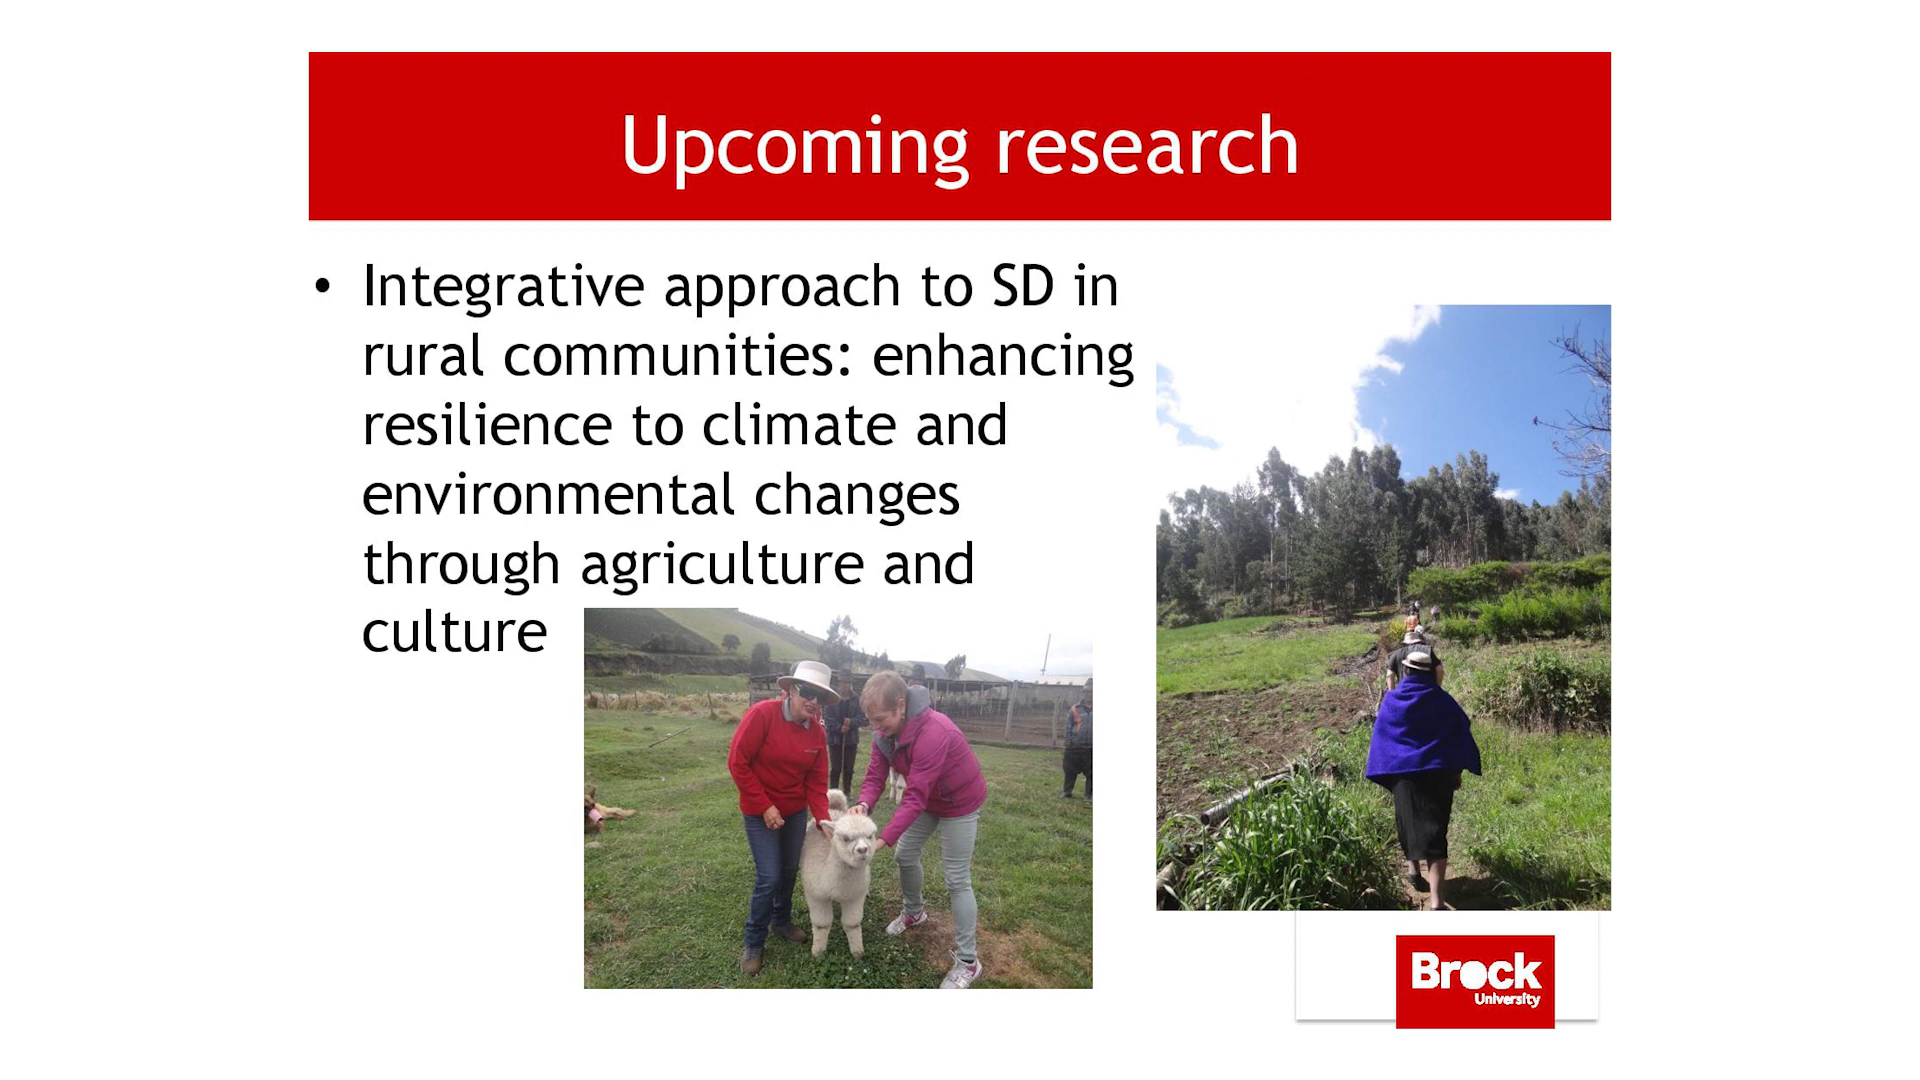 Upcoming research
• Integrative approach to SD in
rural communities: enhancing
resilience to climate and
environmental changes
through agriculture and
culture
Brock
University